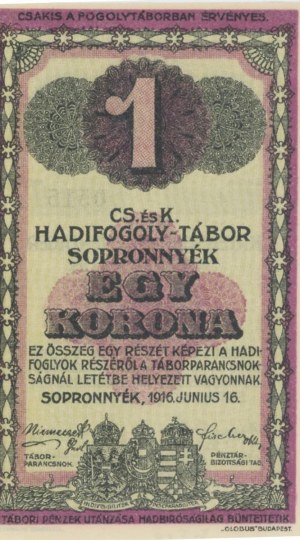 CSAKIS A FOGOLYTÁBORBAN ÉRVÉNYES.
1
CS. és K.
HADIFOGOLY-TÁBOR
SOPRONNYÉK
EGY
KORONA
EZ ÖSSZEG EGY RÉSZÉT KÉPEZI A HADI-
FOGLYOK RÉSZÉRŐL A TÁBORPARANCSNOK-
SÁGNÁL LETÉTBE HELYEZETT VAGYONNAK.
SOPRONNYÉK, 1916. JUNIUS 16.
TÁBOR-
PARANCSNOK.
PÉNZTÁR-
BIZOTTSÁGI TAG.
TÁBORI PÉNZEK UTÁNZÁSA HADBIRÓSÁGILAG BÜNTETTETIK
„GLOBUS" BUDAPEST